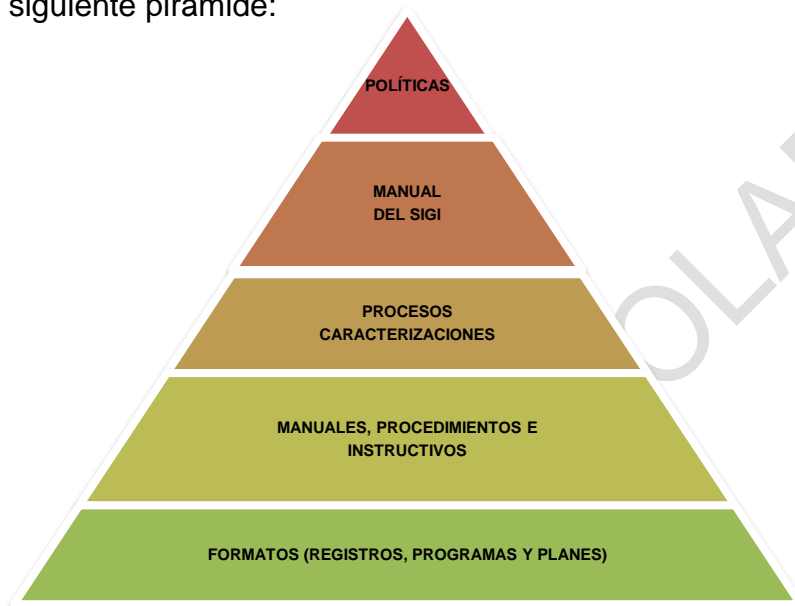 siguiente pirámide:
POLÍTICAS
MANUAL
DEL SIGI
PROCESOS
CARACTERIZACIONES
MANUALES, PROCEDIMIENTOS E
INSTRUCTIVOS
FORMATOS (REGISTROS, PROGRAMAS Y PLANES)